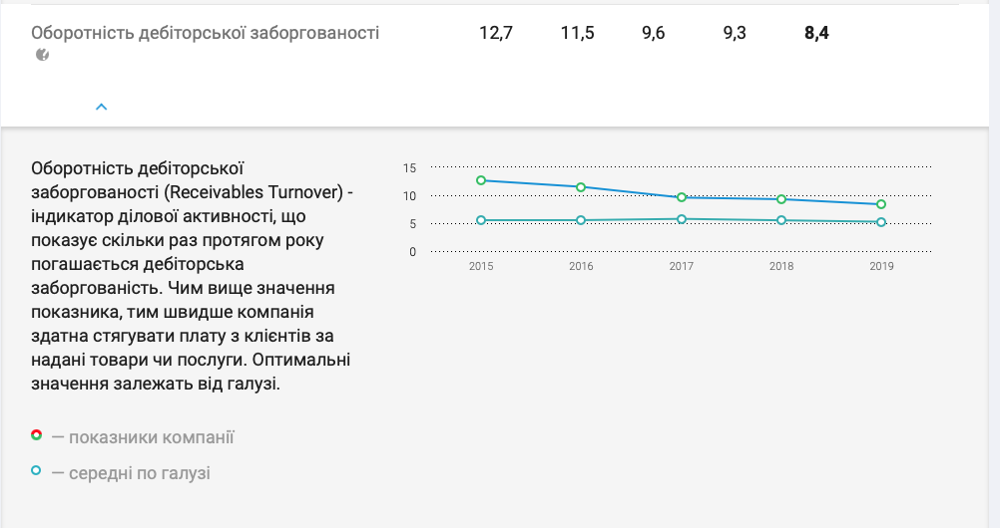 Оборотність дебіторської заборгованості 12,7 11,5 9,6 9,3 8,4
Оборотність дебіторської
заборгованості (Receivables Turnover) -
індикатор ділової активності, що
показує скільки раз протягом року
погашається дебіторська
заборгованість. Чим вище значення
показника, тим швидше компанія
здатна стягувати плату з клієнтів за
надані товари чи послуги. Оптимальні
значення залежать від галузі.
— показники компанії
— середні по галузі
15
10
5
0
2015 2016 2017 2018 2019